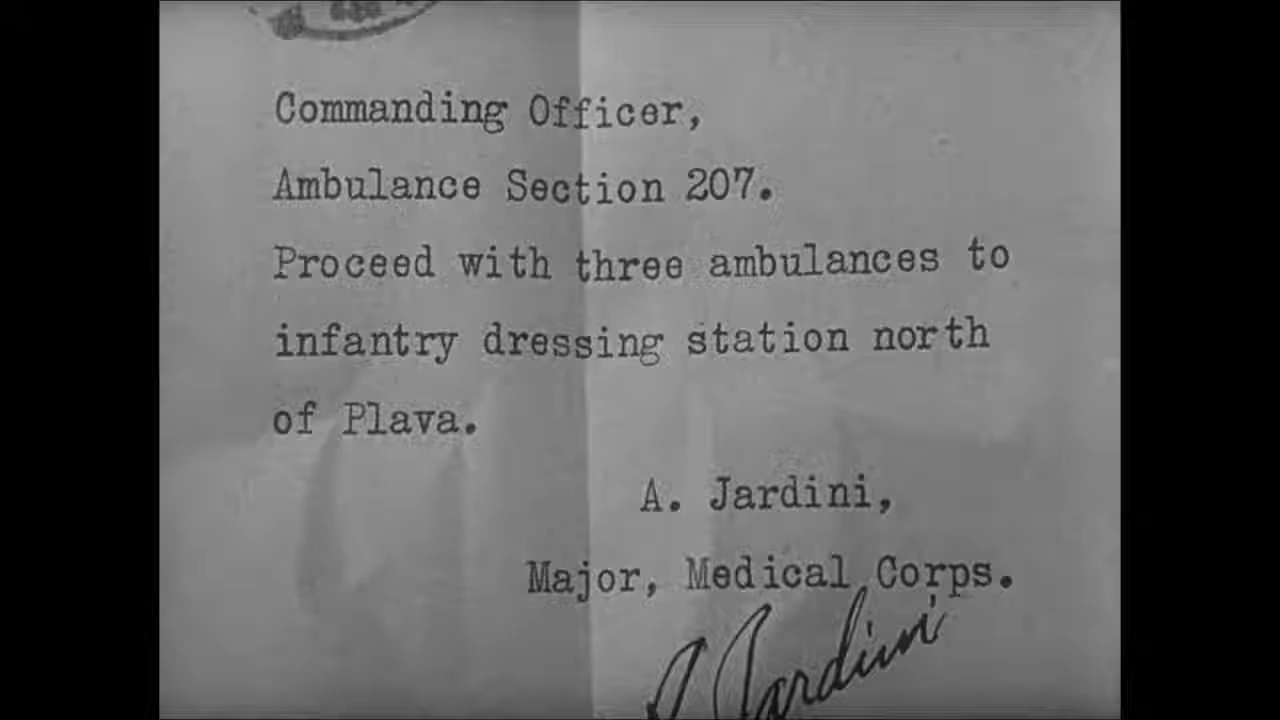 Commanding Officer,
Ambulance Section 207.
Proceed with three ambulances to
infantry dressing station north
of Plava.
A. Jardini,
Major, Medical Corps.
A Jardini